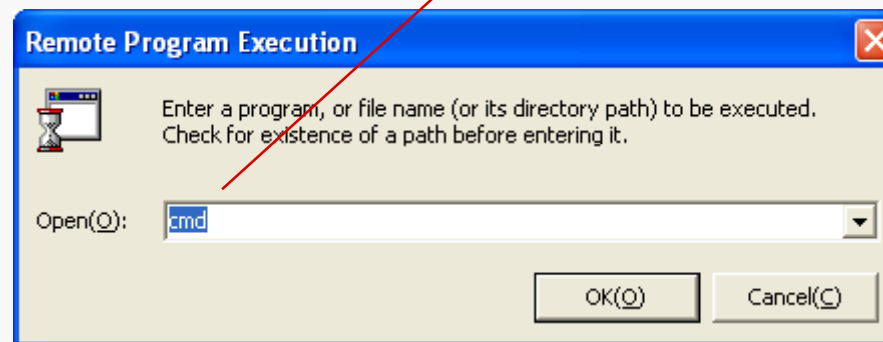 Remote Program Execution
Enter a program, or file name (or its directory path) to be executed.
Check for existence of a path before entering it.
Open(O):
cmd
OK(O)
Cancel(C)